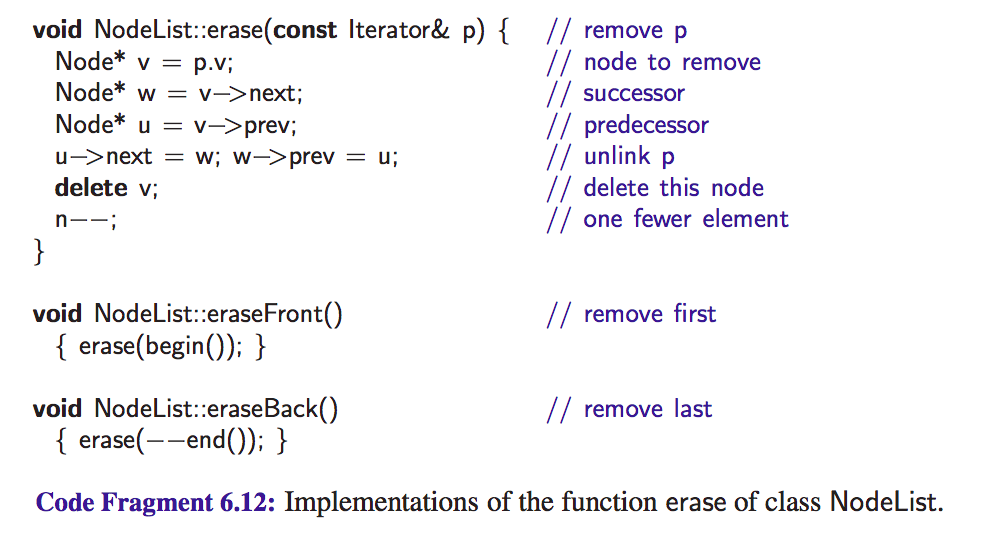 void NodeList::erase(const Iterator& p) { // remove p
Node* v = p.v; // node to remove
Node* w = v−>next; // successor
Node* u = v−>prev; // predecessor
u−>next = w; w−>prev = u; // unlink p
delete v; // delete this node
n−−; // one fewer element
}
void NodeList::eraseFront() // remove first
{ erase(begin()); }
void NodeList::eraseBack() // remove last
{ erase(−−end()); }
Code Fragment 6.12: Implementations of the function erase of class NodeList.